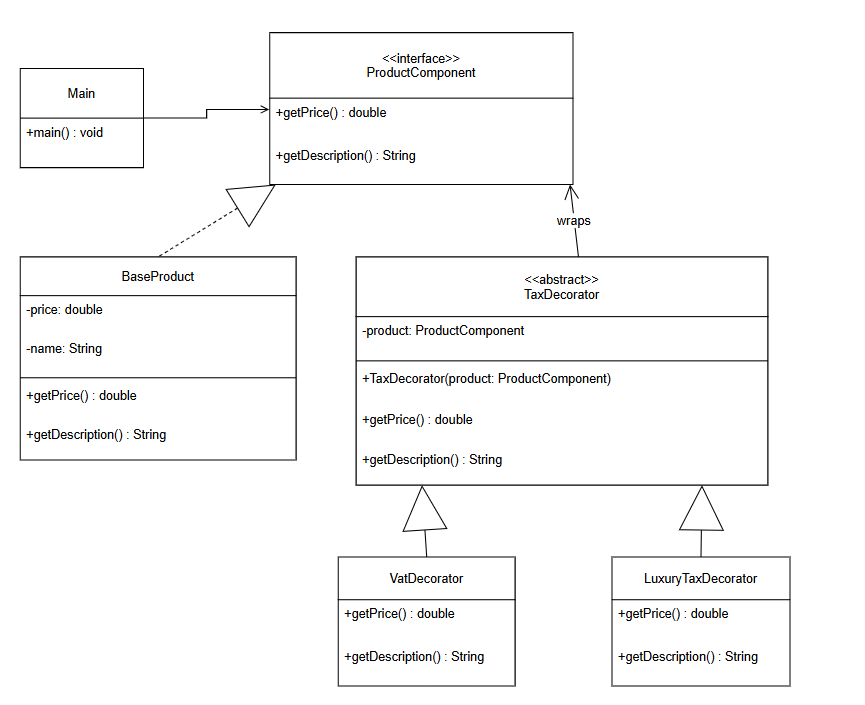 <<interface>>
ProductComponent
+getPrice() : double
+getDescription() : String
Main
+main() : void
wraps
BaseProduct
-price: double
-name: String
+getPrice() : double
+getDescription() : String
<<abstract>>
TaxDecorator
-product: ProductComponent
+TaxDecorator(product: ProductComponent)
+getPrice() : double
+getDescription() : String
VatDecorator
+getPrice() : double
+getDescription() : String
LuxuryTaxDecorator
+getPrice() : double
+getDescription() : String